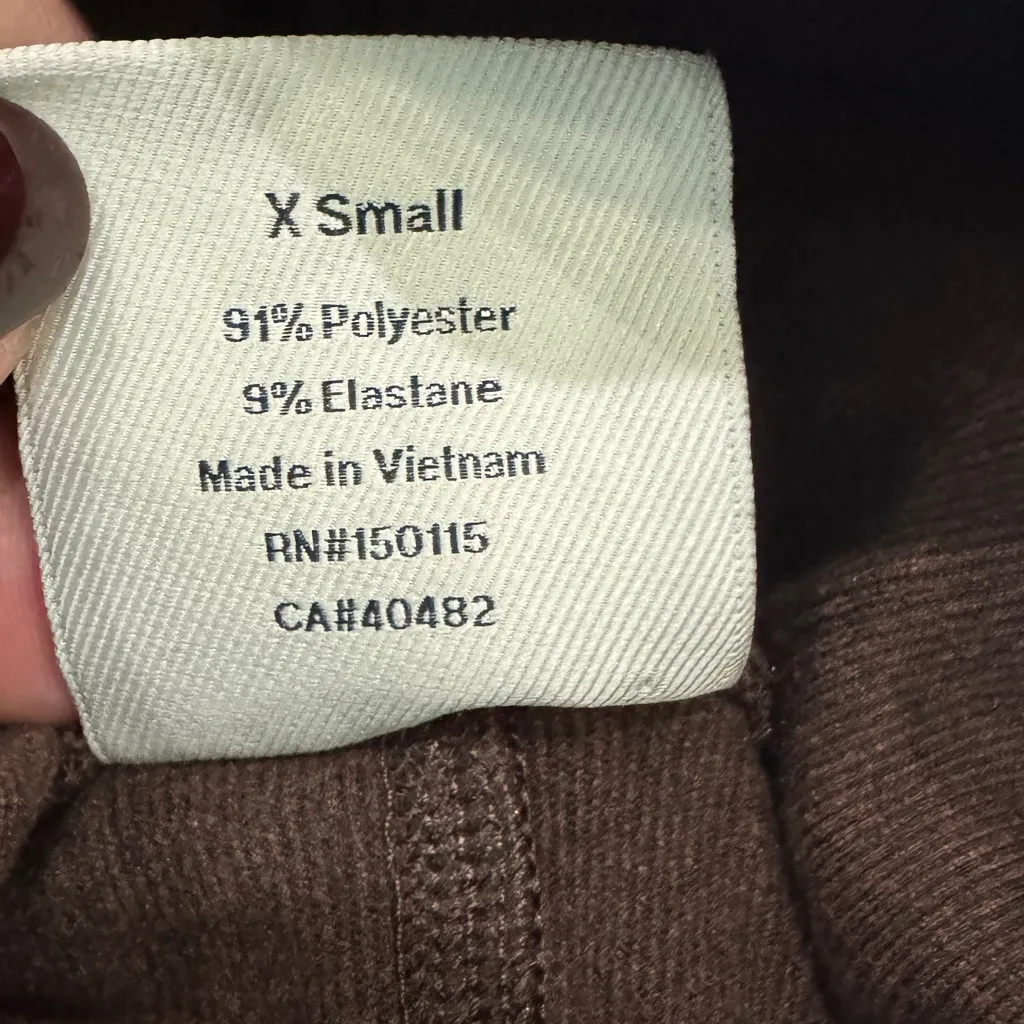 X Small
91% Polyester
9% Elastane
Made in Vietnam
RN#150115
CA#40482